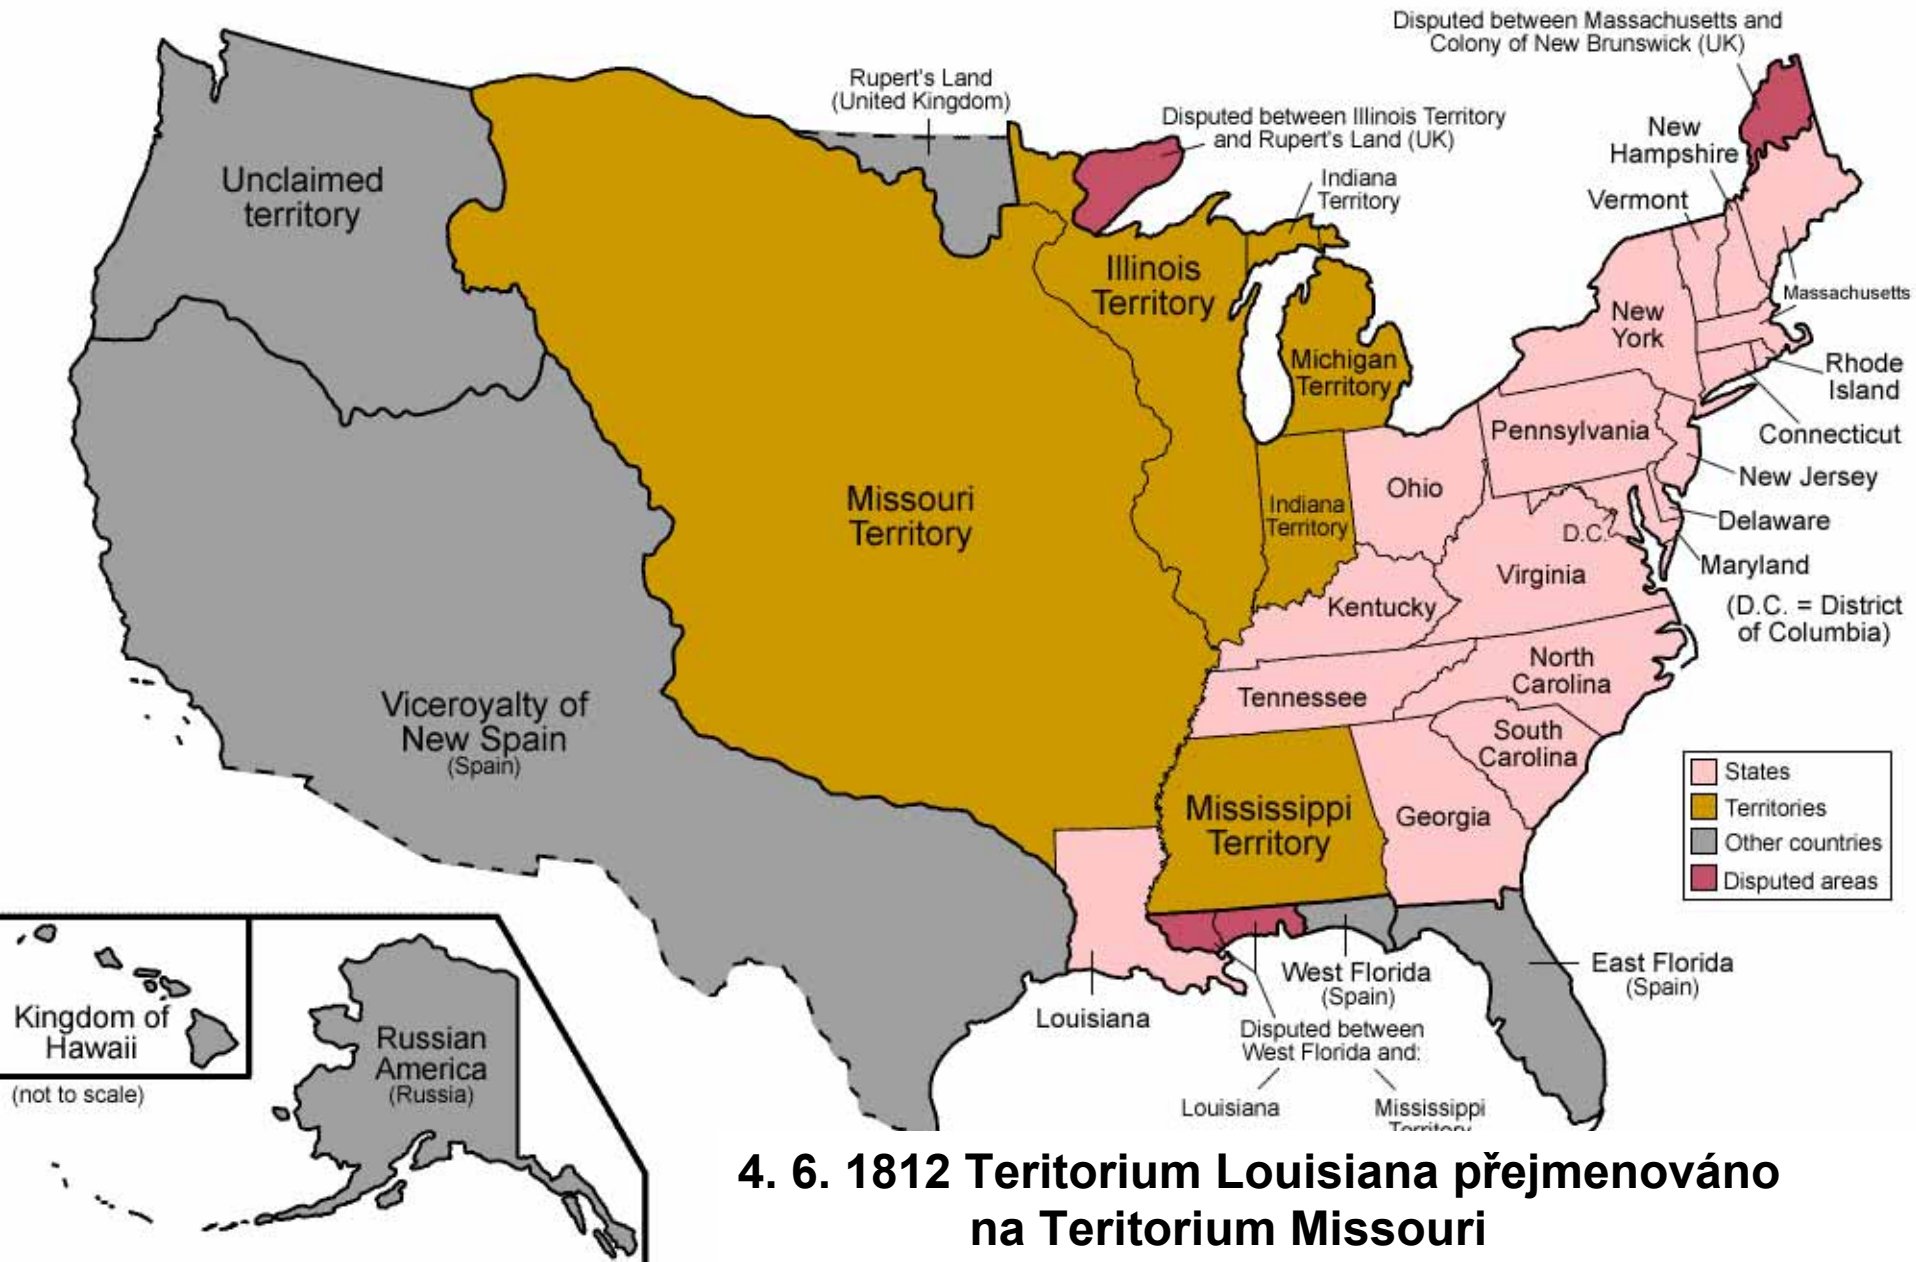 Disputed between Massachusetts and
Colony of New Brunswick (UK)
Rupert's Land
(United Kingdom)
Disputed between Illinois Territory
and Rupert's Land (UK)
New
Hampshire
Indiana
Territory
Vermont
Unclaimed
territory
Illinois
Territory
Massachusetts
New
York
Michigan
Territory
Rhode
Island
Pennsylvania
Connecticut
New Jersey
Ohio
Missouri
Territory
Indiana
Territory
Delaware
D.C.
Maryland
Virginia
Kentucky
(D.C. = District
of Columbia)
North
Carolina
Tennessee
Viceroyalty of
New Spain
(Spain)
South
Carolina
States
Territories
Other countries
Disputed areas
Mississippi
Territory
Georgia
East Florida
(Spain)
West Florida
(Spain)
Louisiana
Disputed between
West Florida and:
Louisiana
Mississippi
Territory
Kingdom of
Hawaii
(not to scale)
Russian
America
(Russia)
4. 6. 1812 Teritorium Louisiana přejmenováno
na Teritorium Missouri